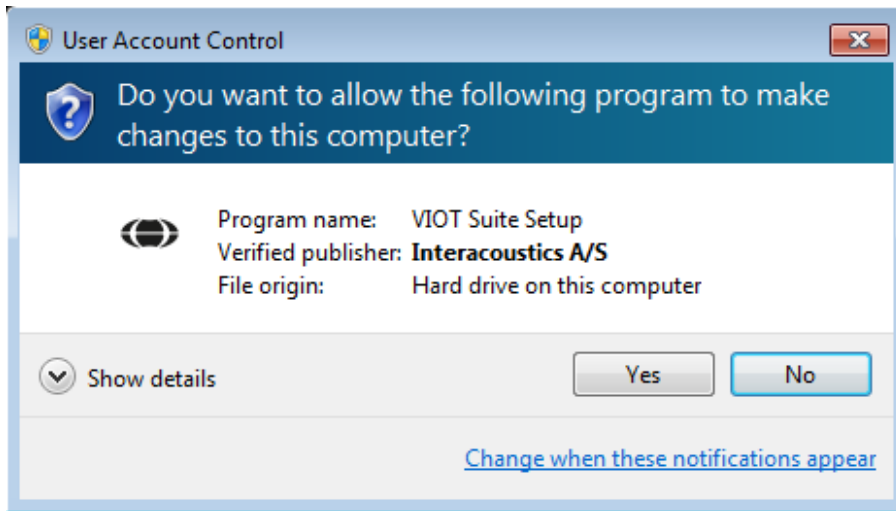 User Account Control
Do you want to allow the following program to make
changes to this computer?
Program name: VIOT Suite Setup
Verified publisher: Interacoustics A/S
File origin: Hard drive on this computer
Show details
Yes
No
Change when these notifications appear